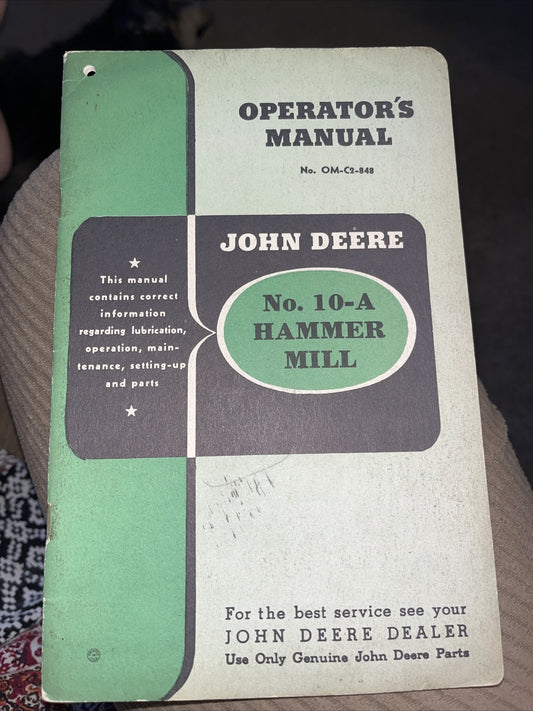 OPERATOR'S
MANUAL
No. OM-C2-848
JOHN DEERE
No. 10-A
HAMMER
MILL
★
This manual
contains correct
information
regarding lubrication,
operation, main-
tenance, setting-up
and parts
★
For the best service see your
JOHN DEERE DEALER
Use Only Genuine John Deere Parts